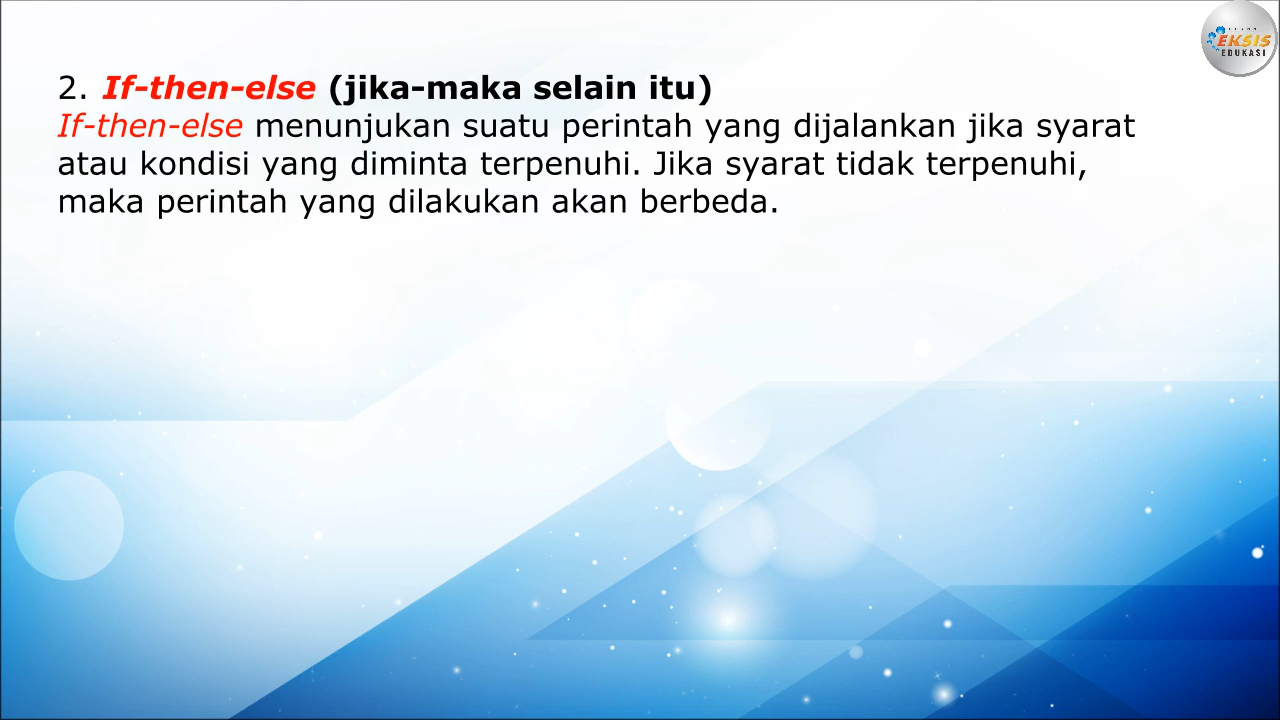 EKSIS
EDUKASI
2. If-then-else (jika-maka selain itu)
If-then-else menunjukan suatu perintah yang dijalankan jika syarat
atau kondisi yang diminta terpenuhi. Jika syarat tidak terpenuhi,
maka perintah yang dilakukan akan berbeda.